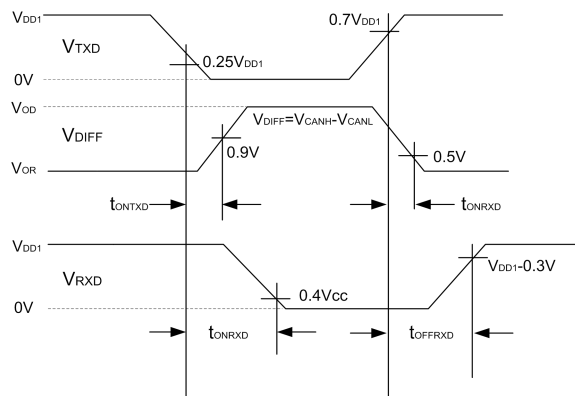 VDD1
0.7VDD1
VTXD
0.25VDD1
0V
VOD
VDIFF=VCANH-VCANL
VDIFF
0.9V
0.5V
VOR
tONTXD
tONRXD
VDD1
VDD1-0.3V
VRXD
0.4Vcc
0V
tONRXD
tOFFRXD